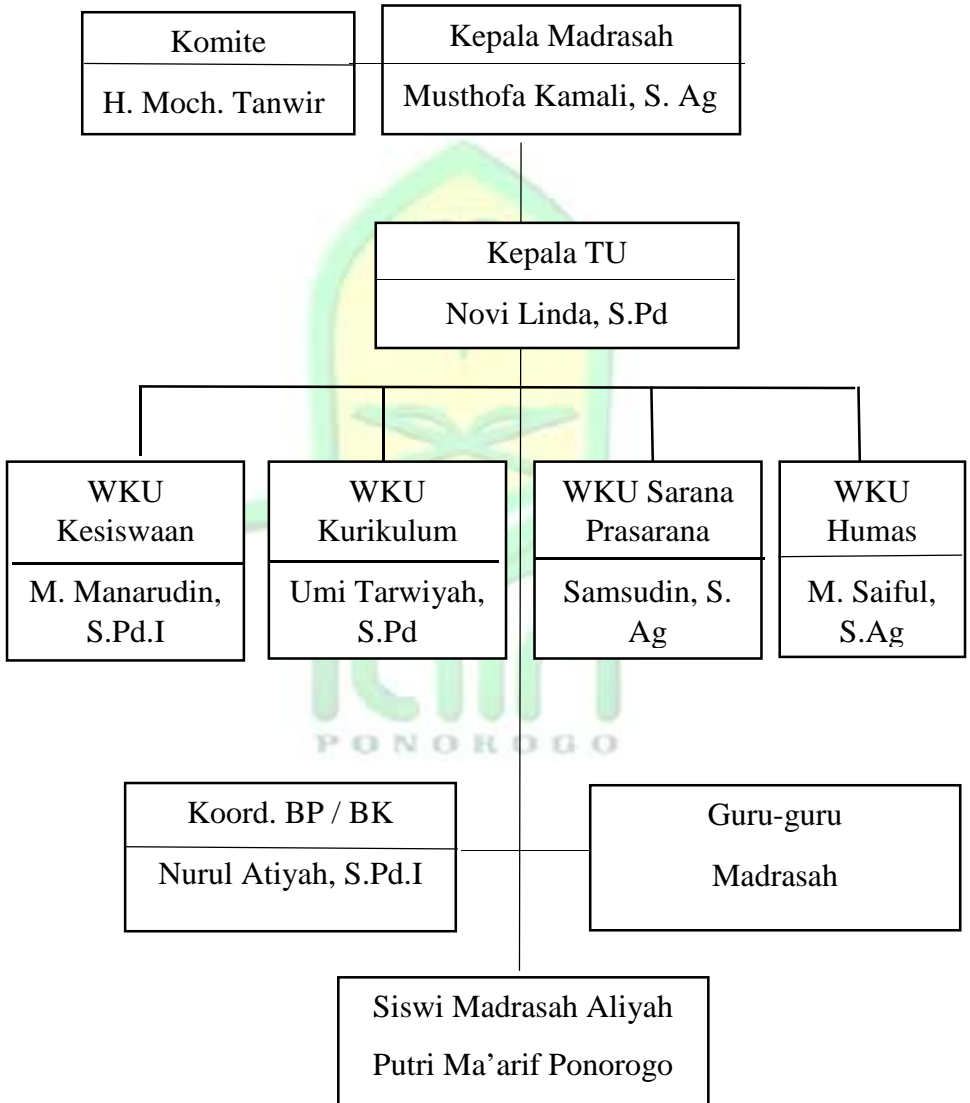 Komite
H. Moch. Tanwir
Kepala Madrasah
Musthofa Kamali, S. Ag
Kepala TU
Novi Linda, S.Pd
WKU
Kesiswaan
M. Manarudin,
S.Pd.I
WKU
Kurikulum
Umi Tarwiyah,
S.Pd
WKU Sarana
Prasarana
Samsudin, S.
Ag
WKU
Humas
M. Saiful,
S.Ag
PONOROGO
Koord. BP / BK
Nurul Atiyah, S.Pd.I
Guru-guru
Madrasah
Siswi Madrasah Aliyah
Putri Ma’arif Ponorogo